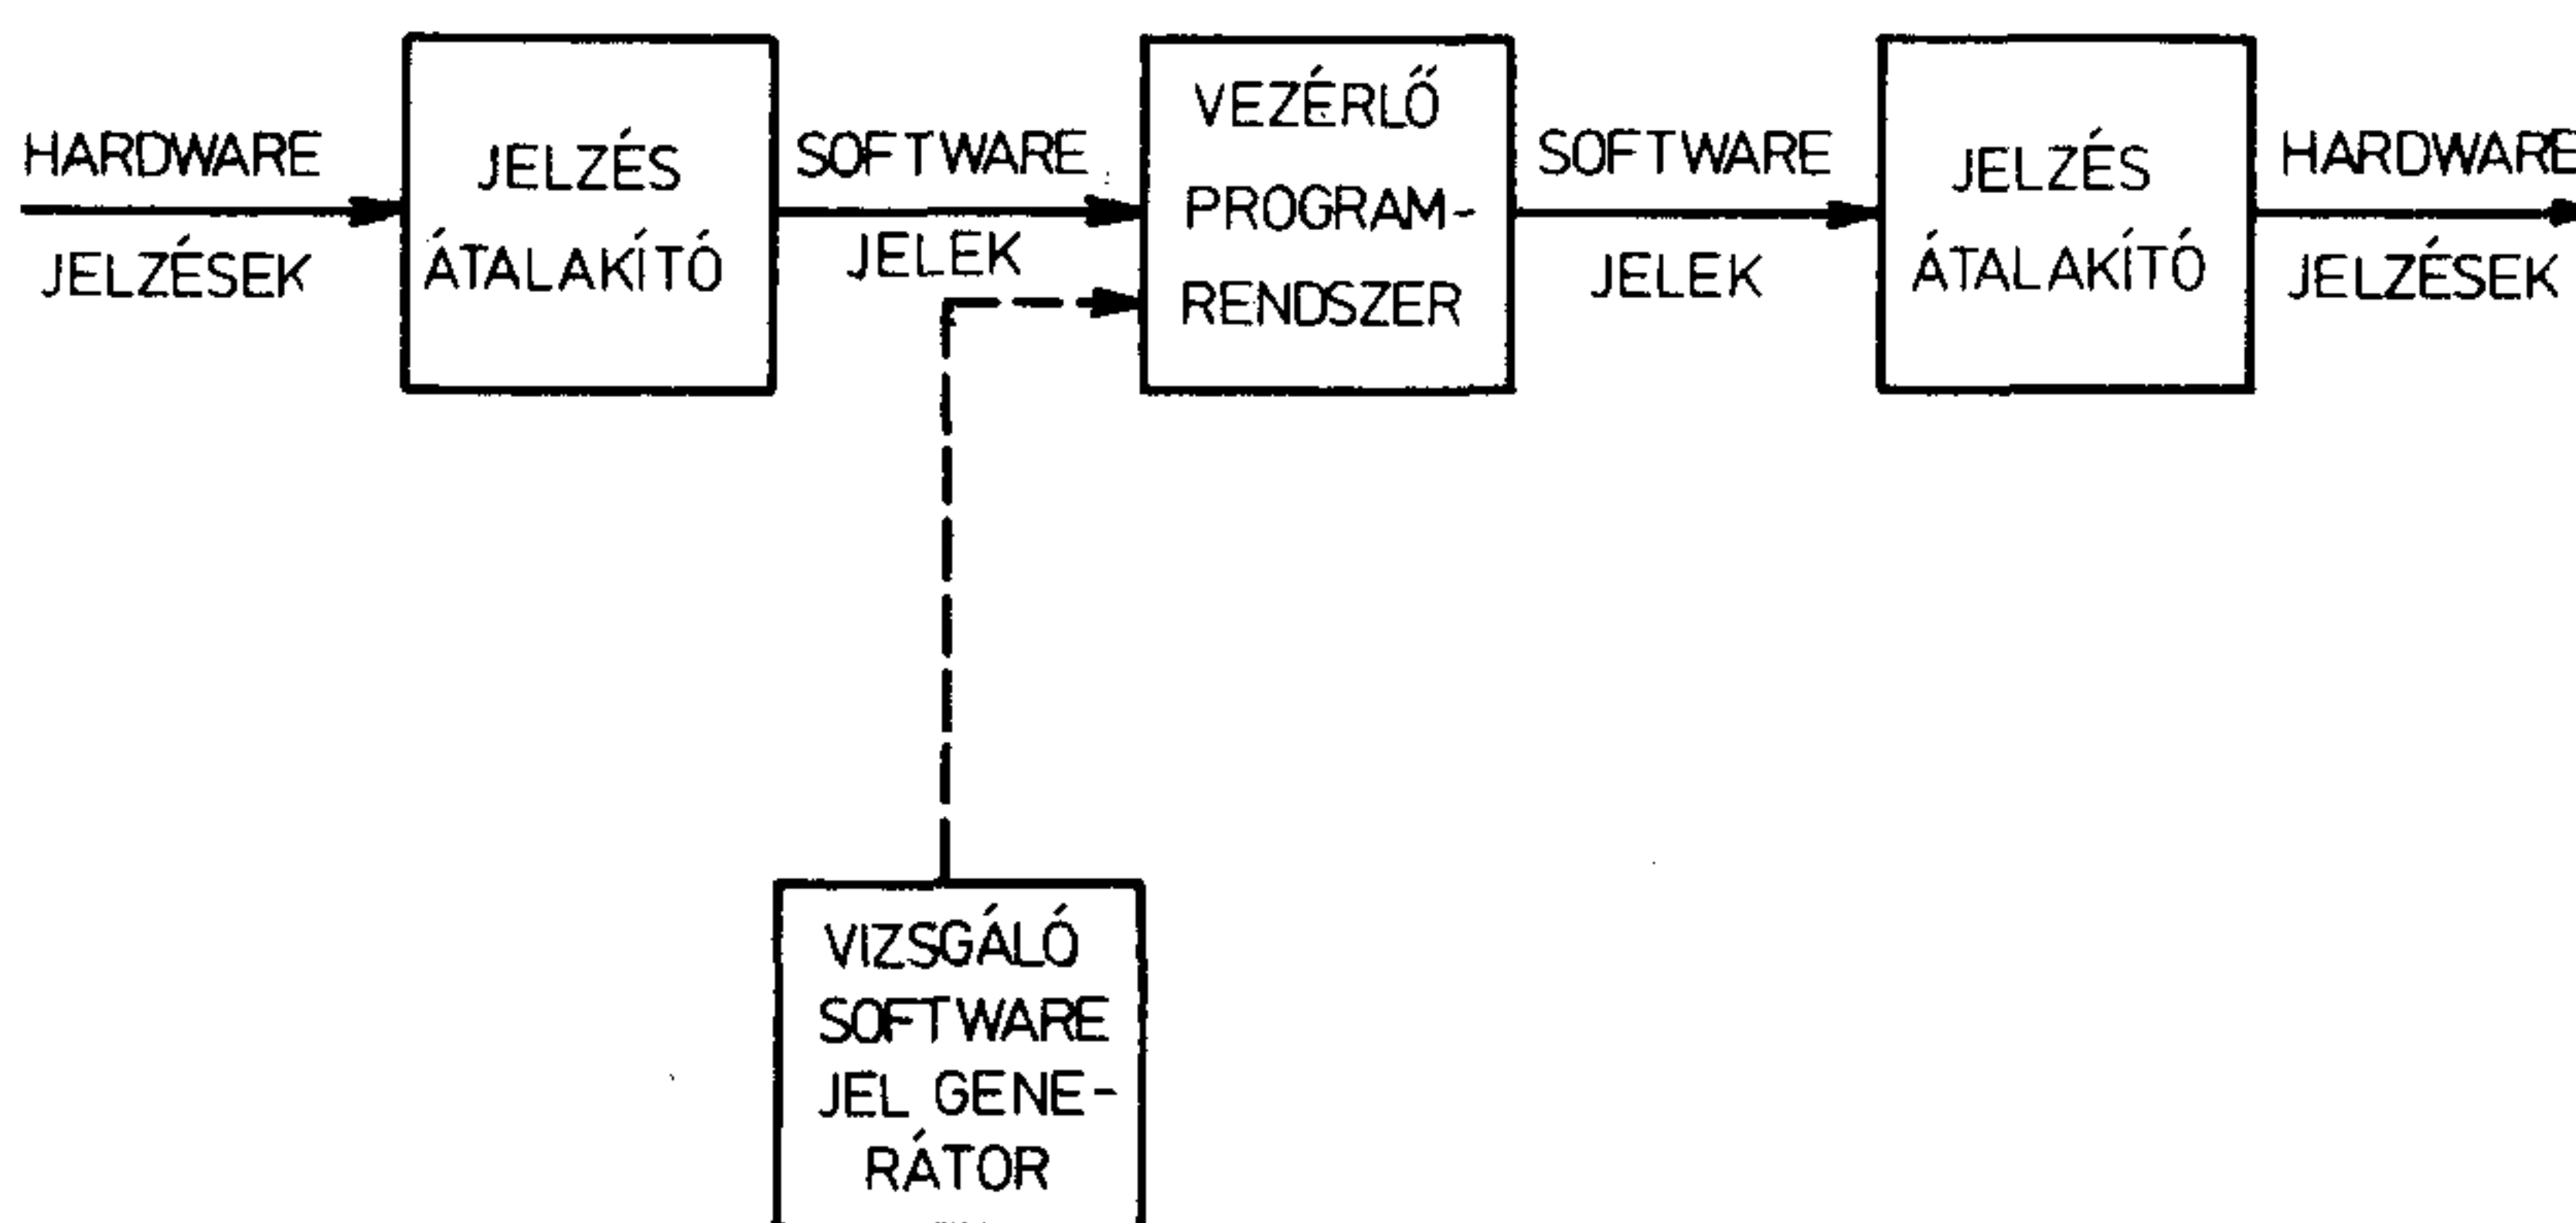 HARDWARE
JELZÉSEK
JELZÉS
ÁTALAKÍTÓ
SOFTWARE
JELEK
VEZÉRLŐ
PROGRAM-
RENDSZER
SOFTWARE
JELEK
JELZÉS
ÁTALAKÍTÓ
HARDWARE
JELZÉSEK
VIZSGÁLÓ
SOFTWARE
JEL GENE-
RÁTOR